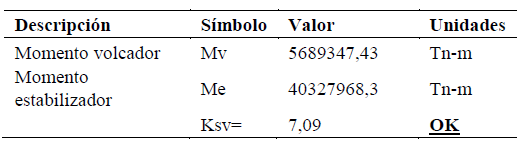 Descripción Símbolo Valor Unidades
Momento volcador Mv 5689347,43 Tn-m
Momento
estabilizador Me 40327968,3 Tn-m
Ksv= 7,09 OK